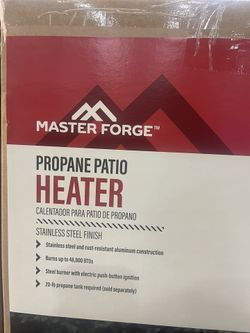 MASTER FORGE™
PROPANE PATIO
HEATER
CALENTADOR PARA PATIO DE PROPANO
STAINLESS STEEL FINISH
• Stainless steel and rust-resistant aluminum construction
• Burns up to 48,000 BTUs
• Steel burner with electric push-button ignition
• 20-lb propane tank required (sold separately)